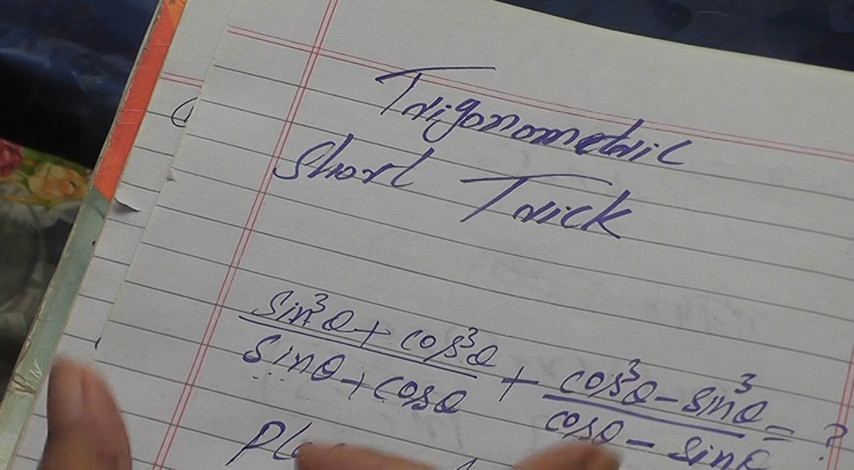 Trigonometric
Short Trick
sin³θ + cos³θ / sinθ + cosθ + cos³θ - sin³θ / cosθ - sinθ = ?